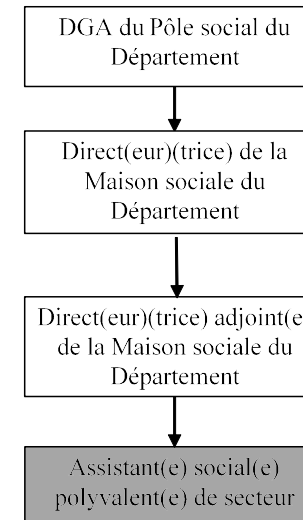 DGA du Pôle social du
Département
Direct(eur)(trice) de la
Maison sociale du
Département
Direct(eur)(trice) adjoint(e
de la Maison sociale du
Département
Assistant(e) social(e)
polyvalent(e) de secteur